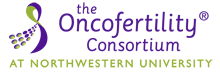 the
Oncofertility®
Consortium
AT NORTHWESTERN UNIVERSITY